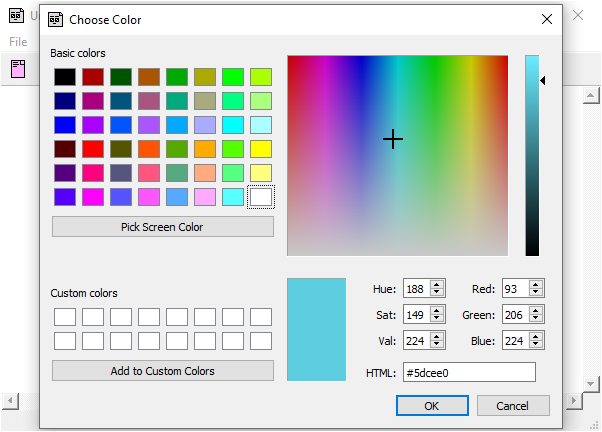 Choose Color
File
Basic colors
Pick Screen Color
Custom colors
Add to Custom Colors
Hue: 188
Red: 93
Sat: 149
Green: 206
Val: 224
Blue: 224
HTML: #5dcee0
OK
Cancel